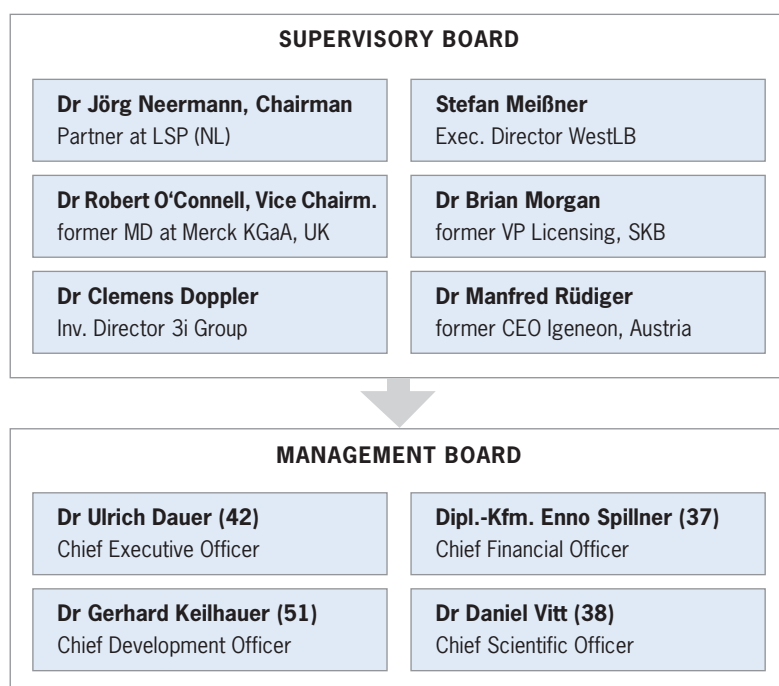 SUPERVISORY BOARD
Dr Jörg Neermann, Chairman
Partner at LSP (NL)
Stefan Meißner
Exec. Director WestLB
Dr Robert O‘Connell, Vice Chairm.
former MD at Merck KGaA, UK
Dr Brian Morgan
former VP Licensing, SKB
Dr Clemens Doppler
Inv. Director 3i Group
Dr Manfred Rüdiger
former CEO Igeneon, Austria
MANAGEMENT BOARD
Dr Ulrich Dauer (42)
Chief Executive Officer
Dipl.-Kfm. Enno Spillner (37)
Chief Financial Officer
Dr Gerhard Keilhauer (51)
Chief Development Officer
Dr Daniel Vitt (38)
Chief Scientific Officer